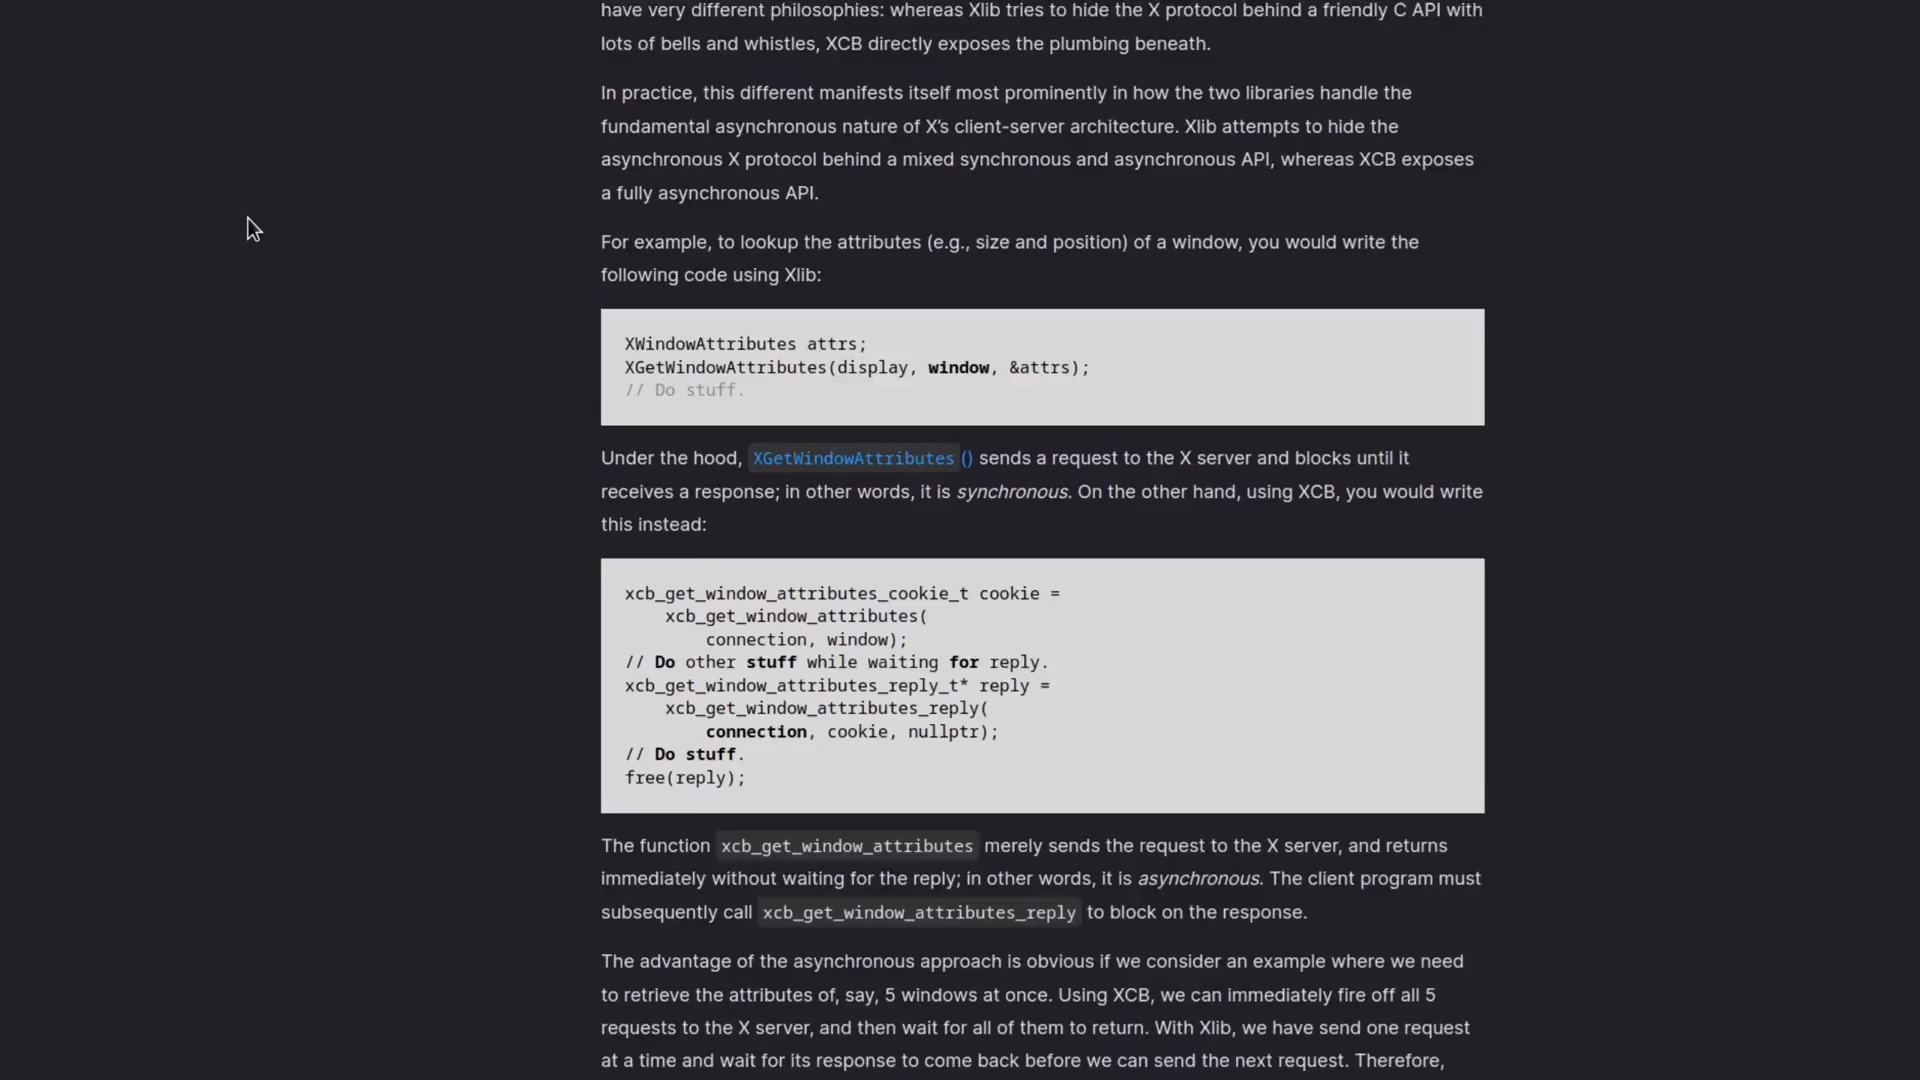 have very different philosophies: whereas Xlib tries to hide the X protocol behind a friendly C API with
lots of bells and whistles, XCB directly exposes the plumbing beneath.
In practice, this different manifests itself most prominently in how the two libraries handle the
fundamental asynchronous nature of X's client-server architecture. Xlib attempts to hide the
asynchronous X protocol behind a mixed synchronous and asynchronous API, whereas XCB exposes
a fully asynchronous API.
For example, to lookup the attributes (e.g., size and position) of a window, you would write the
following code using Xlib:
XWindowAttributes attrs;
XGetWindowAttributes(display, window, &attrs);
// Do stuff.
Under the hood, XGetWindowAttributes() sends a request to the X server and blocks until it
receives a response; in other words, it is synchronous. On the other hand, using XCB, you would write
this instead:
xcb_get_window_attributes_cookie_t cookie =
    xcb_get_window_attributes(
        connection, window);
// Do other stuff while waiting for reply.
xcb_get_window_attributes_reply_t* reply =
    xcb_get_window_attributes_reply(
        connection, cookie, nullptr);
// Do stuff.
free(reply);
The function xcb_get_window_attributes merely sends the request to the X server, and returns
immediately without waiting for the reply; in other words, it is asynchronous. The client program must
subsequently call xcb_get_window_attributes_reply to block on the response.
The advantage of the asynchronous approach is obvious if we consider an example where we need
to retrieve the attributes of, say, 5 windows at once. Using XCB, we can immediately fire off all 5
requests to the X server, and then wait for all of them to return. With Xlib, we have send one request
at a time and wait for its response to come back before we can send the next request. Therefore,